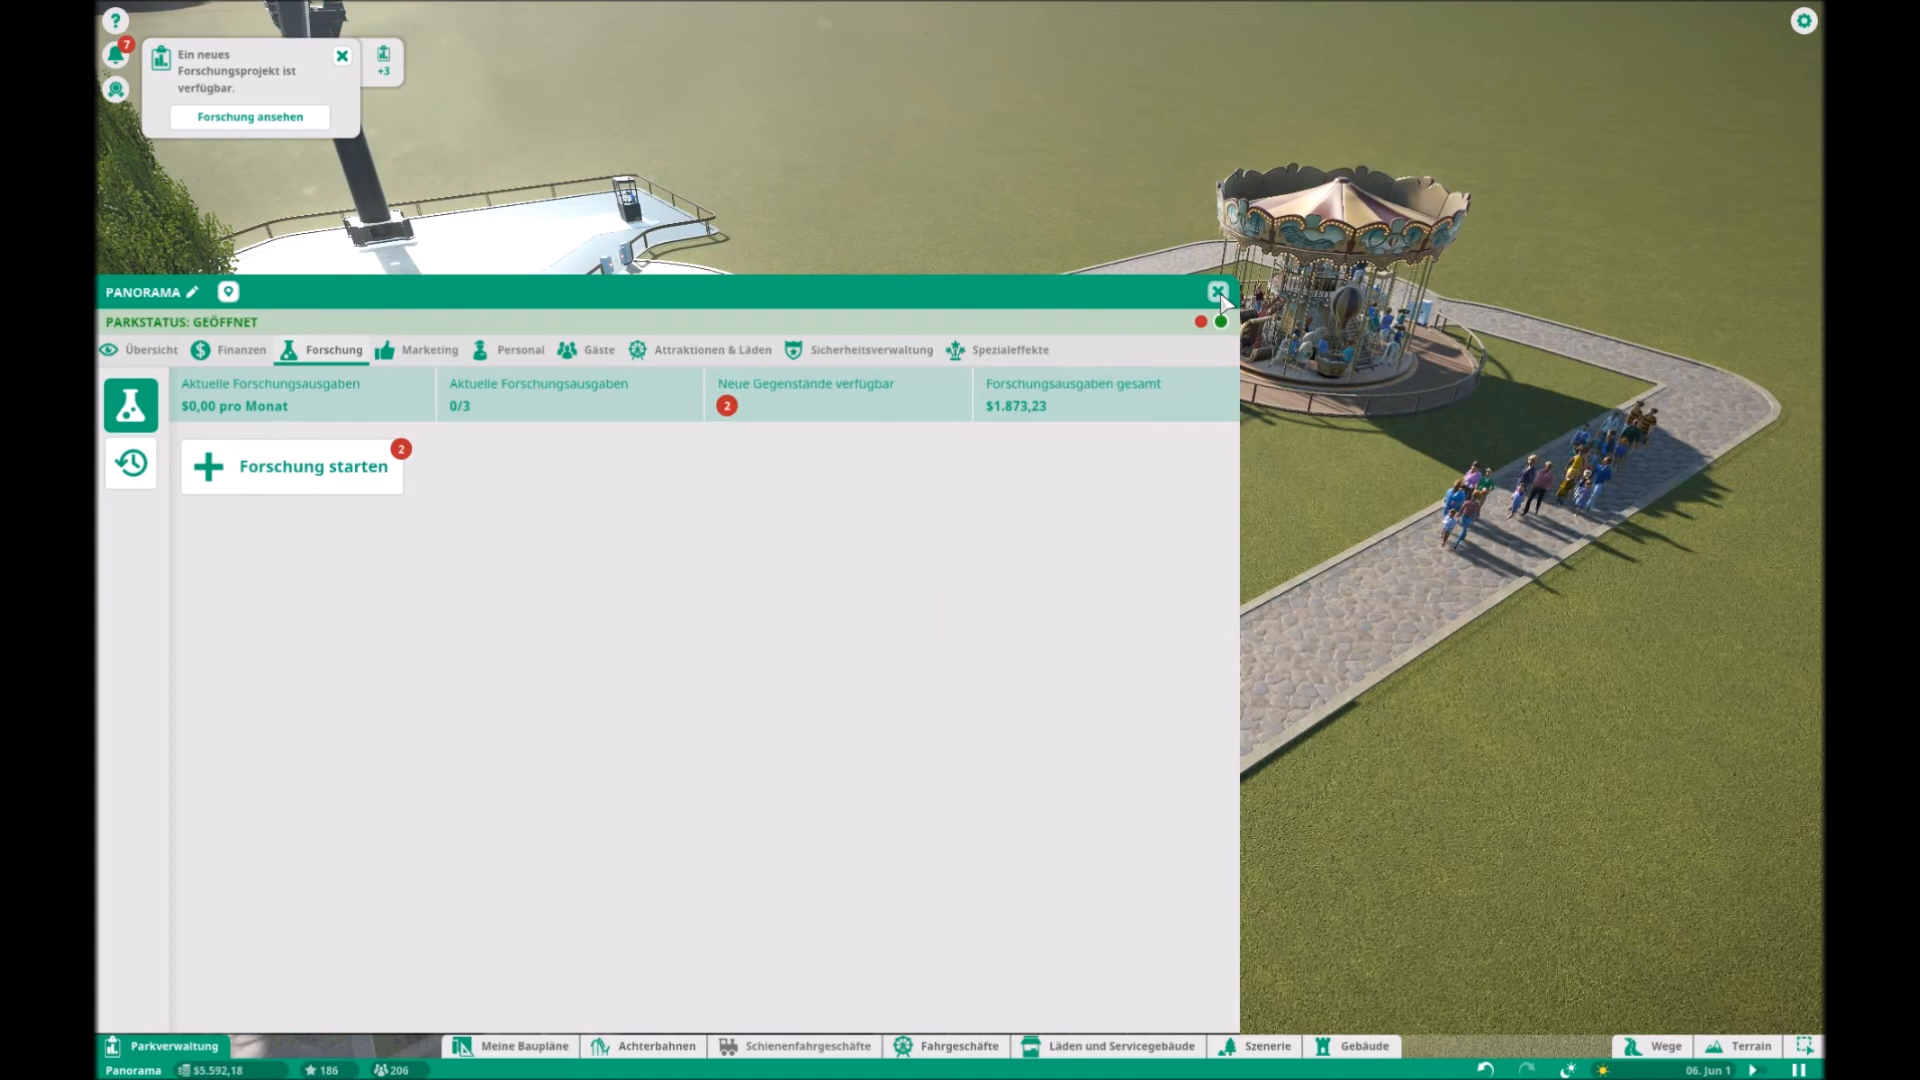 ?
7
Ein neues
Forschungsprojekt ist
verfügbar.
+3
Forschung ansehen
PANORAMA
PARKSTATUS: GEÖFFNET
Übersicht Finanzen Forschung Marketing Personal Gäste Attraktionen & Läden Sicherheitsverwaltung Spezialeffekte
Aktuelle Forschungsausgaben Aktuelle Forschungsausgaben Neue Gegenstände verfügbar Forschungsausgaben gesamt
$0,00 pro Monat 0/3 2 $1.873,23
2
Forschung starten
Parkverwaltung Meine Baupläne Achterbahnen Schienenfahrgeschäfte Fahrgeschäfte Läden und Servicegebäude Szenerie Gebäude Wege Terrain
Panorama $5.592,18 186 206 06. Jun 1